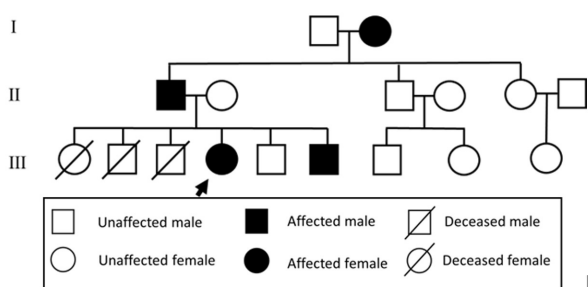 I
II
III
Unaffected male
Affected male
Deceased male
Unaffected female
Affected female
Deceased female